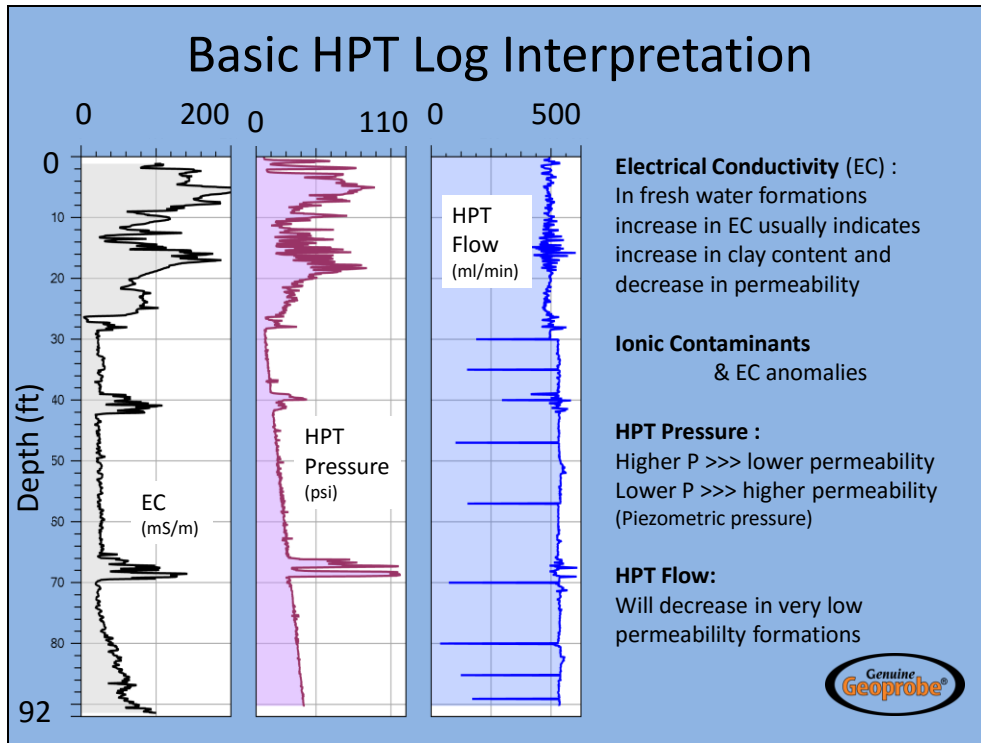 Basic HPT Log Interpretation
0 200
0 110
0 500
0
10
20
30
40
50
60
70
80
92
Depth (ft)
EC
(mS/m)
HPT
Pressure
(psi)
HPT
Flow
(ml/min)
Electrical Conductivity (EC) :
In fresh water formations
increase in EC usually indicates
increase in clay content and
decrease in permeability
Ionic Contaminants
& EC anomalies
HPT Pressure :
Higher P >>> lower permeability
Lower P >>> higher permeability
(Piezometric pressure)
HPT Flow:
Will decrease in very low
permeabililty formations
Genuine
Geoprobe®